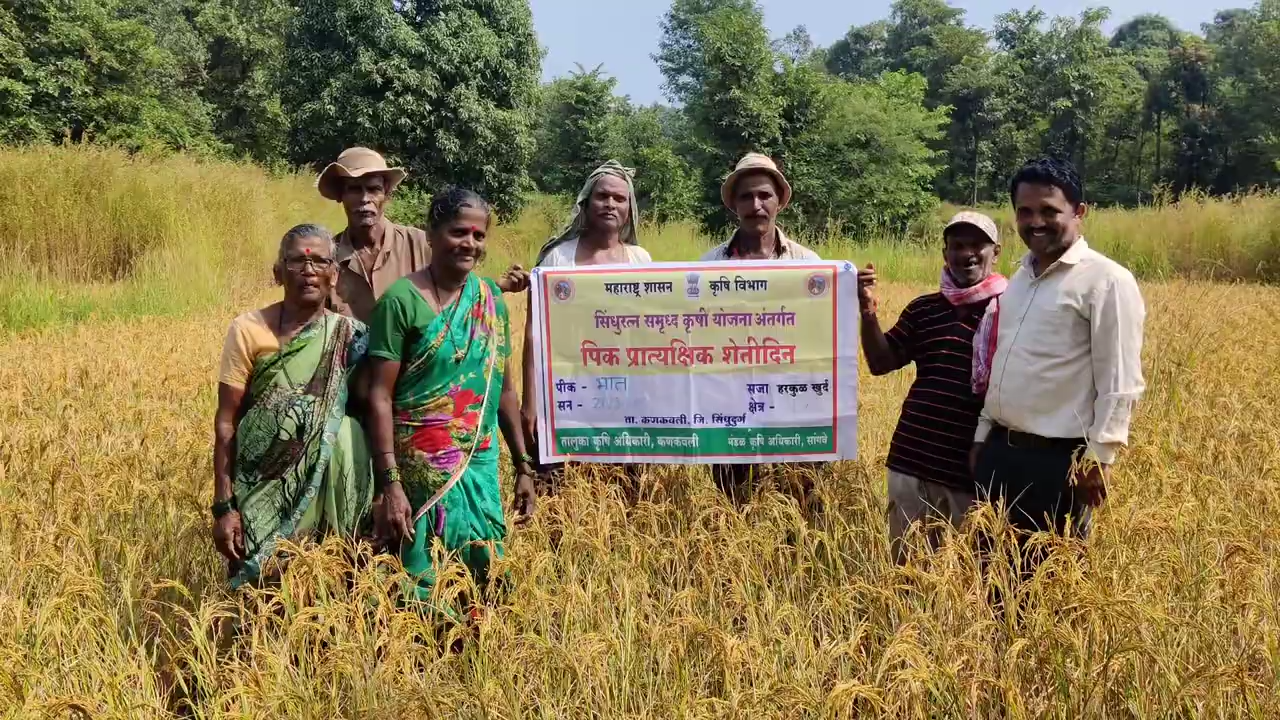 महाराष्ट्र शासन कृषि विभाग
सिंधुरत्न समृध्द कृषी योजना अंतर्गत
पिक प्रात्यक्षिक शेतीदिन
पीक - भात सजा हरकुळ खुर्द
सन - क्षेत्र -
ता. कणकवली, जि. सिंधुदुर्ग
तालुका कृषि अधिकारी, कणकवली मंडळ कृषि अधिकारी, सांगवे